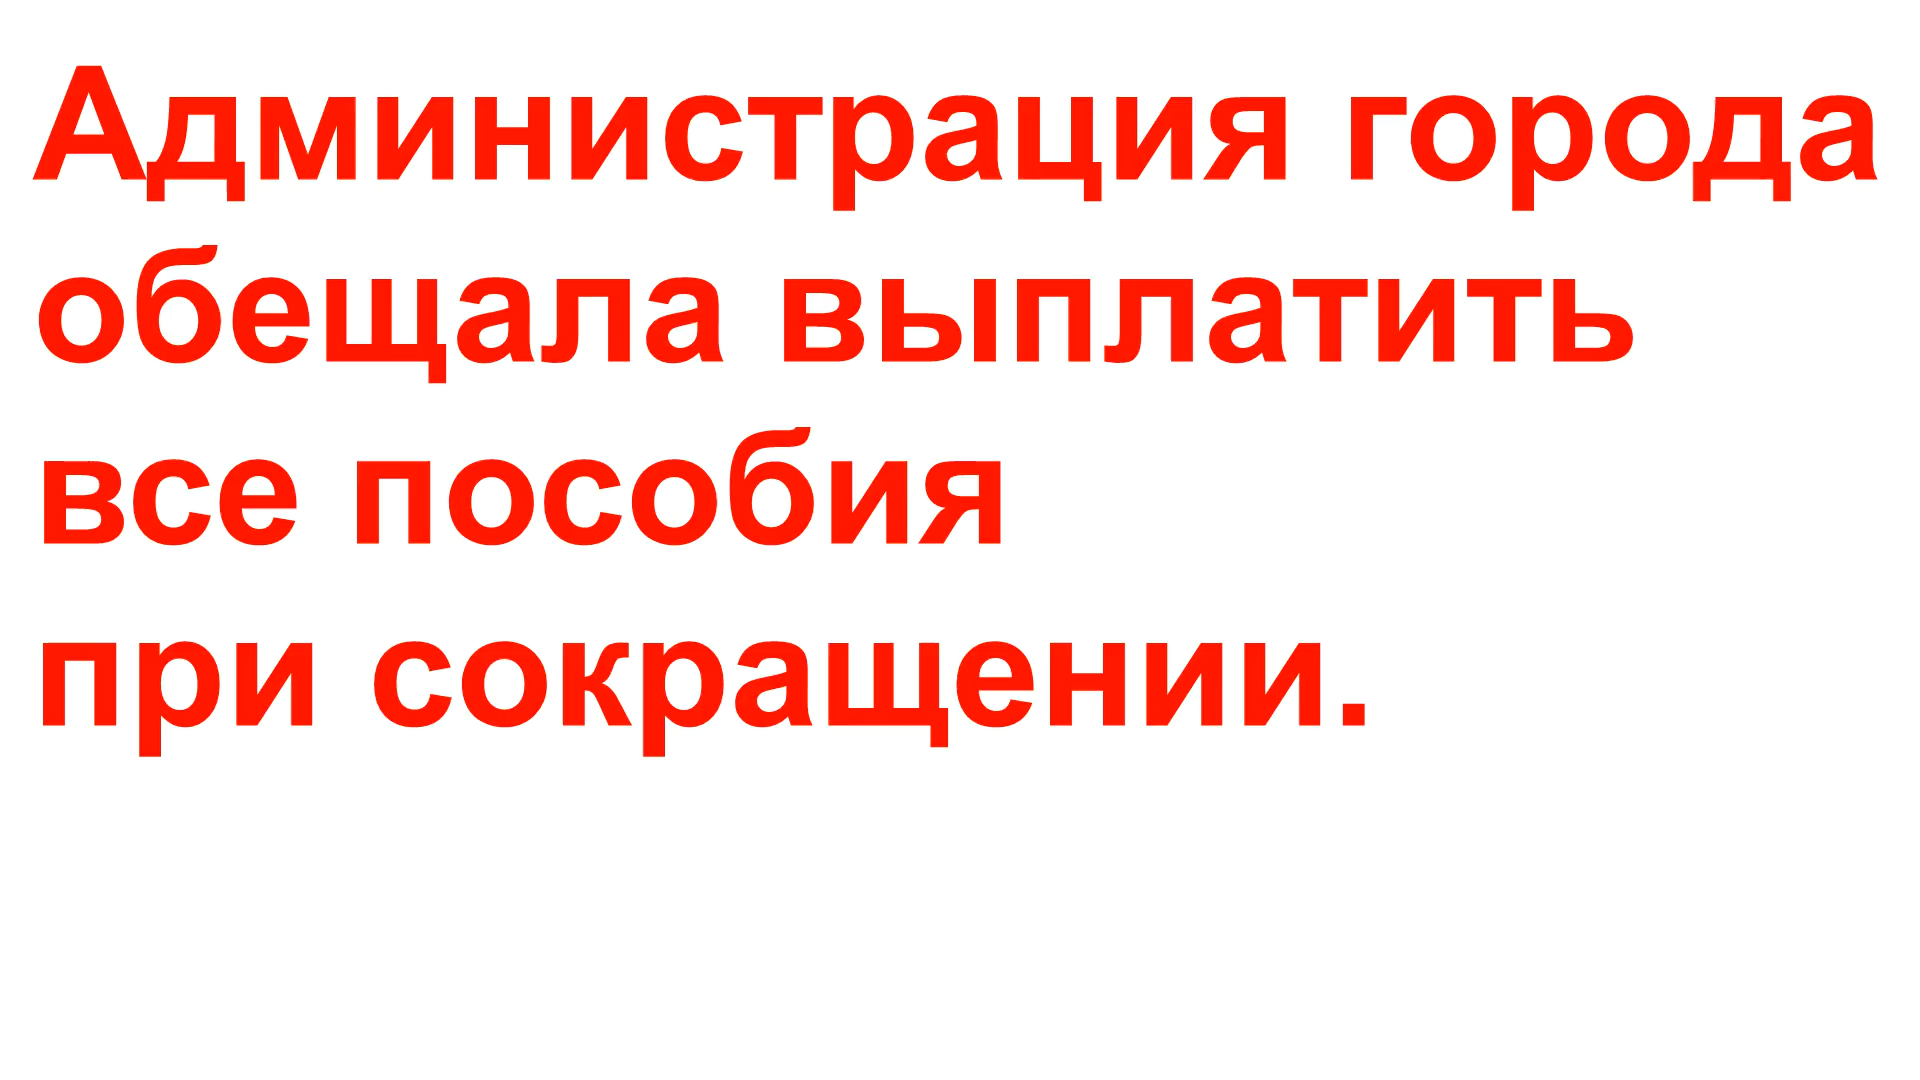 Администрация города
обещала выплатить
все пособия
при сокращении.